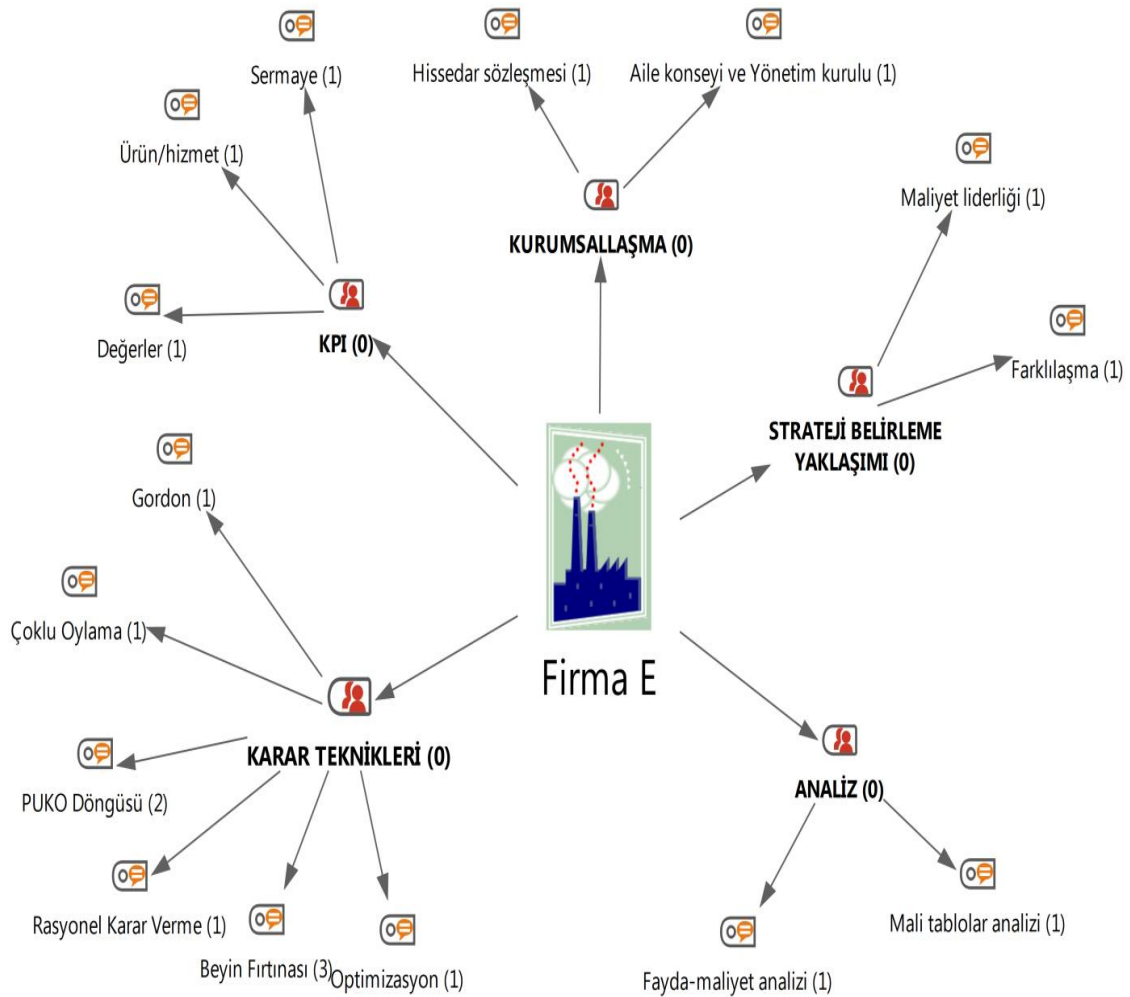 Sermaye (1)
Hissedar sözleşmesi (1)
Aile konseyi ve Yönetim kurulu (1)
Ürün/hizmet (1)
Maliyet liderliği (1)
KURUMSALLAŞMA (0)
Değerler (1)
KPI (0)
Farklılaşma (1)
STRATEJİ BELİRLEME
YAKLAŞIMI (0)
Gordon (1)
Çoklu Oylama (1)
Firma E
KARAR TEKNİKLERİ (0)
ANALİZ (0)
PUKO Döngüsü (2)
Rasyonel Karar Verme (1)
Beyin Fırtınası (3)
Optimizasyon (1)
Mali tablolar analizi (1)
Fayda-maliyet analizi (1)